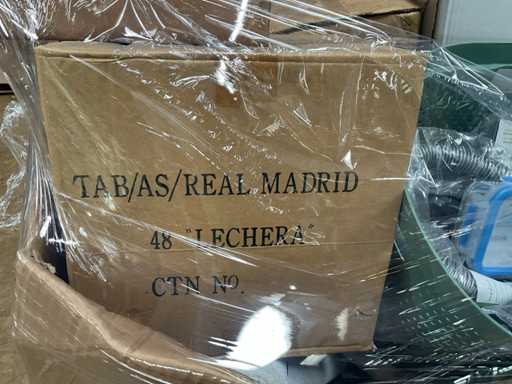 TAB/AS/REAL MADRID
48 "LECHERA"
CTN NO.